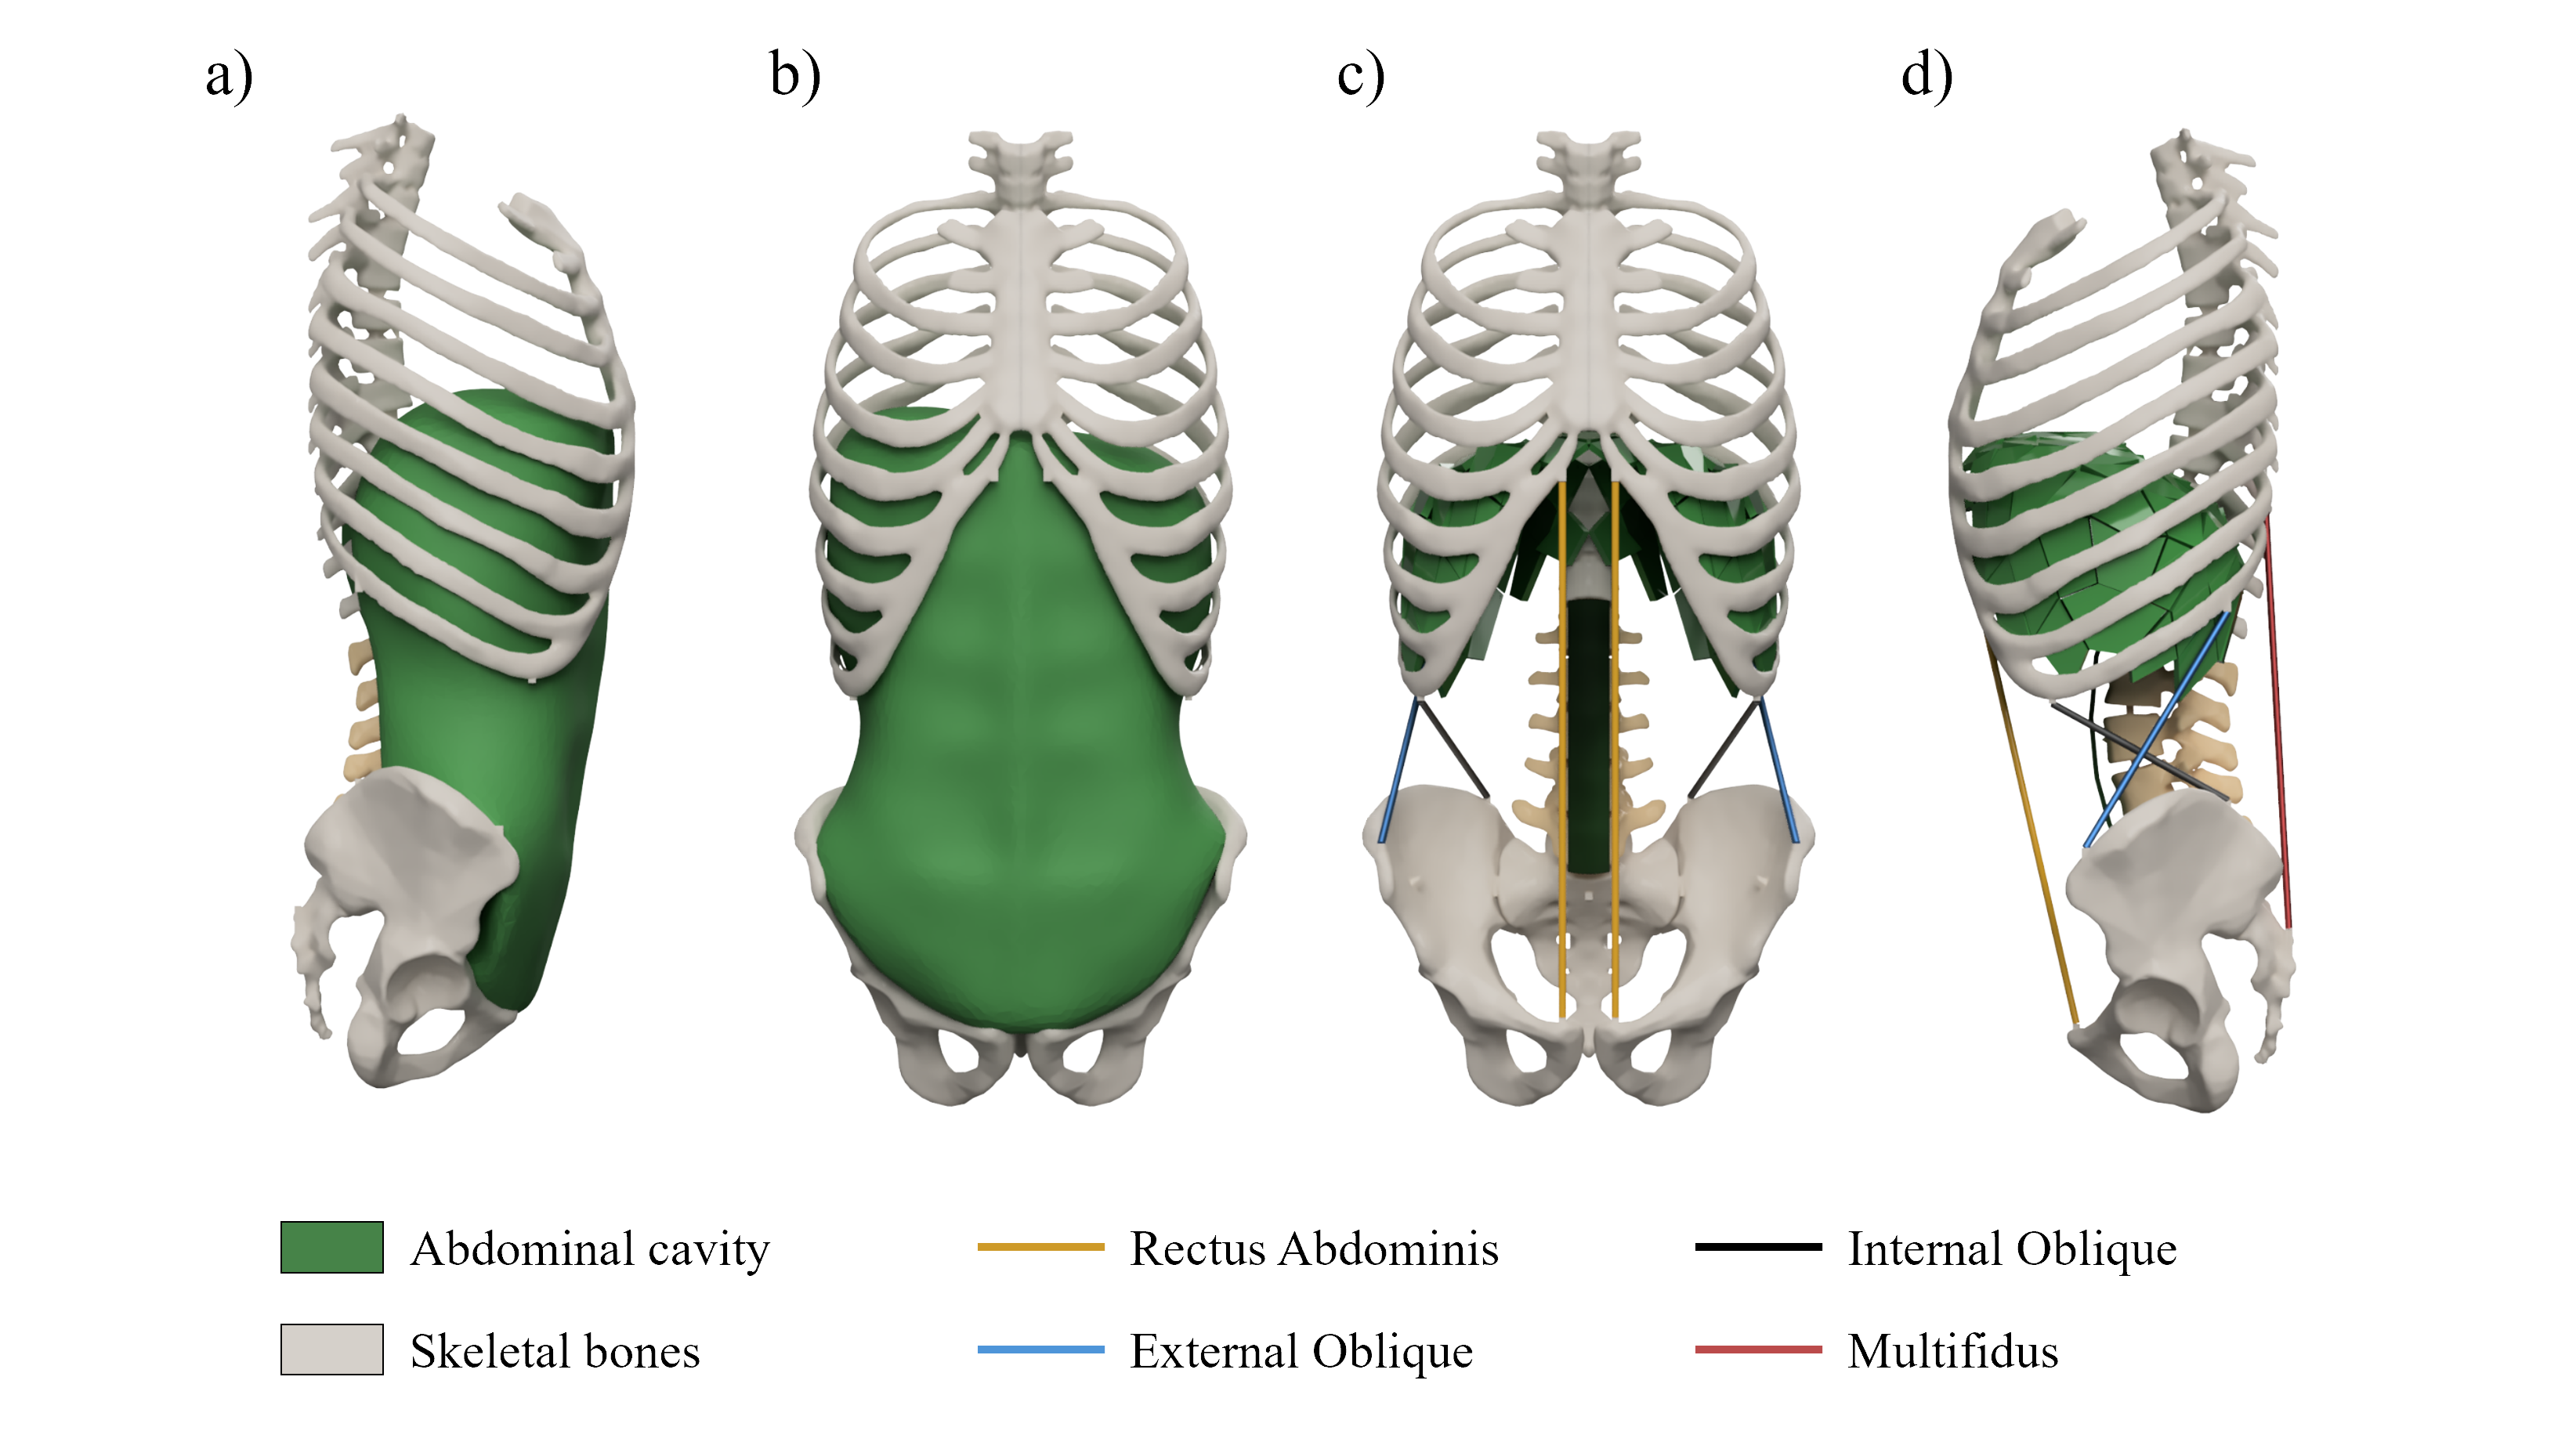 a)
b)
c)
d)
Abdominal cavity
Rectus Abdominis
Internal Oblique
Skeletal bones
External Oblique
Multifidus